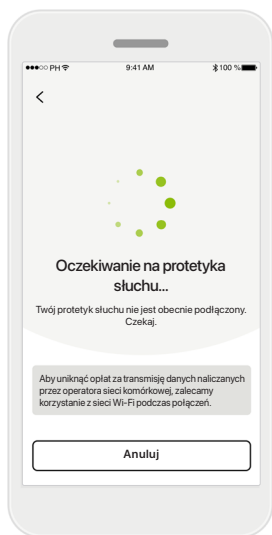 ●●●○○ PH 9:41 AM 100 %
Oczekiwanie na protetyka
słuchu...
Twój protetyk słuchu nie jest obecnie podłączony.
Czekaj.
Aby uniknąć opłat za transmisję danych naliczanych
przez operatora sieci komórkowej, zalecamy
korzystanie z sieci Wi-Fi podczas połączeń.
Anuluj